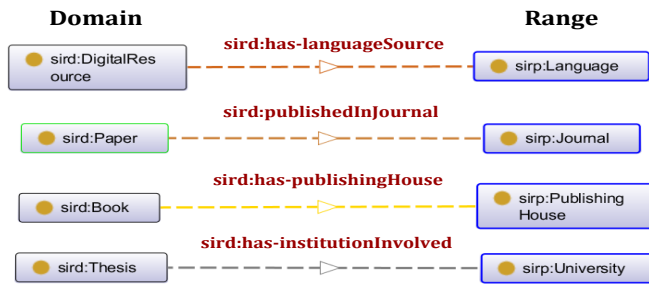 Domain
Range
sird:has-languageSource
sird:DigitalRes
ource
sirp:Language
sird:publishedInJournal
sird:Paper
sirp:Journal
sird:has-publishingHouse
sird:Book
sirp:Publishing
House
sird:has-institutionInvolved
sird:Thesis
sirp:University